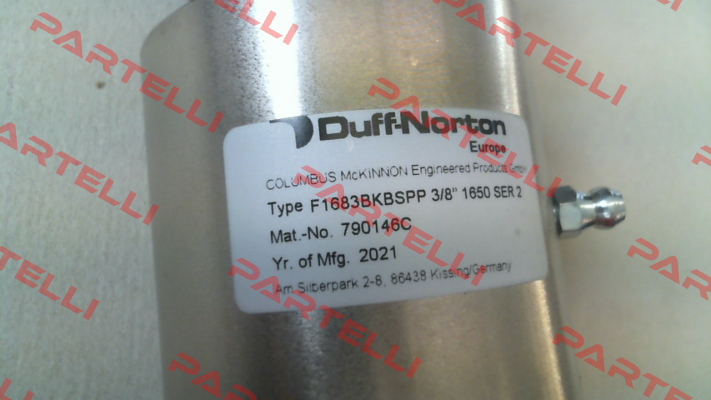 Duff-Norton
Europe
COLUMBUS McKINNON Engineered Products GmbH
Type F1683BKBSPP 3/8" 1650 SER 2
Mat.-No. 790146C
Yr. of Mfg. 2021
Am Silberpark 2-8, 86438 Kissing/Germany
PARTELLI
PARTELLI
PARTELLI
PARTELLI
PARTELLI
PARTELLI
PARTELLI